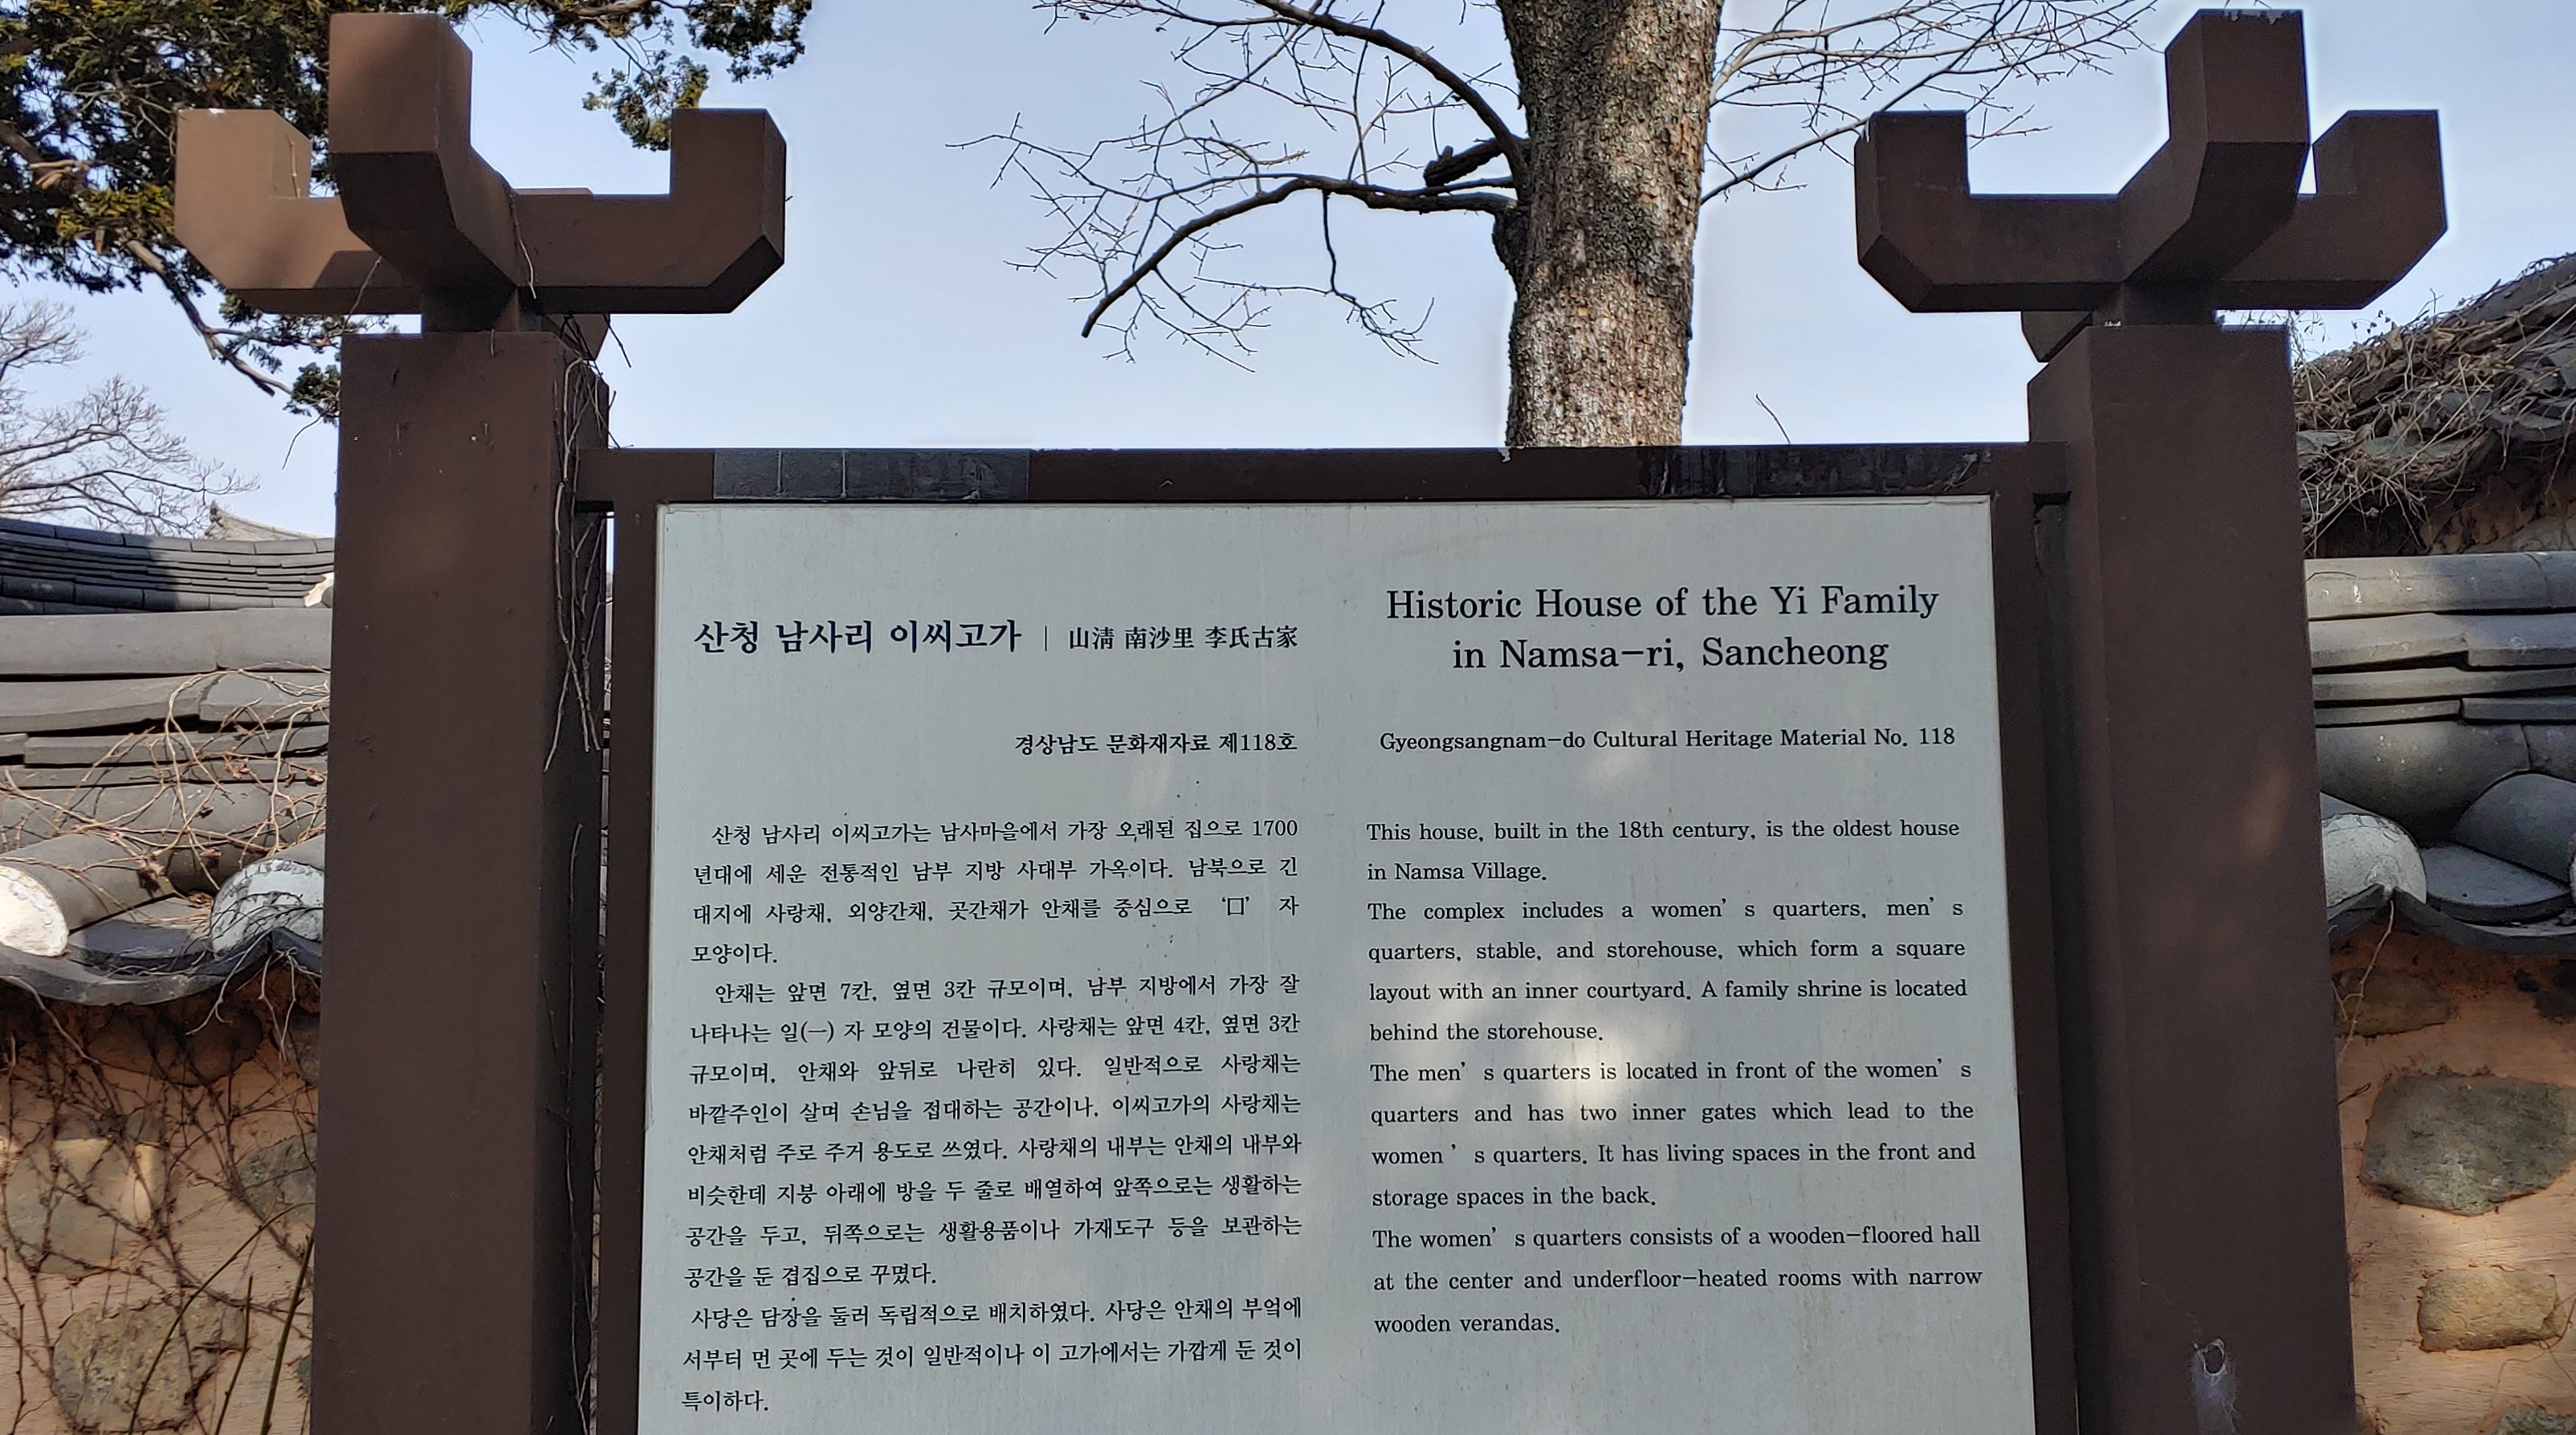 산청 남사리 이씨고가 | 山淸 南沙里 李氏古家
경상남도 문화재자료 제118호
산청 남사리 이씨고가는 남사마을에서 가장 오래된 집으로 1700
년대에 세운 전통적인 남부 지방 사대부 가옥이다. 남북으로 긴
대지에 사랑채, 외양간채, 곳간채가 안채를 중심으로 ‘口’ 자
모양이다.
안채는 앞면 7칸, 옆면 3칸 규모이며, 남부 지방에서 가장 잘
나타나는 일(一) 자 모양의 건물이다. 사랑채는 앞면 4칸, 옆면 3칸
규모이며, 안채와 앞뒤로 나란히 있다. 일반적으로 사랑채는
바깥주인이 살며 손님을 접대하는 공간이나, 이씨고가의 사랑채는
안채처럼 주로 주거 용도로 쓰였다. 사랑채의 내부는 안채의 내부와
비슷한데 지붕 아래에 방을 두 줄로 배열하여 앞쪽으로는 생활하는
공간을 두고, 뒤쪽으로는 생활용품이나 가재도구 등을 보관하는
공간을 둔 겹집으로 꾸몄다.
사당은 담장을 둘러 독립적으로 배치하였다. 사당은 안채의 부엌에
서부터 먼 곳에 두는 것이 일반적이나 이 고가에서는 가깝게 둔 것이
특이하다.
Historic House of the Yi Family
in Namsa-ri, Sancheong
Gyeongsangnam-do Cultural Heritage Material No. 118
This house, built in the 18th century, is the oldest house
in Namsa Village.
The complex includes a women’s quarters, men’s
quarters, stable, and storehouse, which form a square
layout with an inner courtyard. A family shrine is located
behind the storehouse.
The men’s quarters is located in front of the women’s
quarters and has two inner gates which lead to the
women’s quarters. It has living spaces in the front and
storage spaces in the back.
The women’s quarters consists of a wooden-floored hall
at the center and underfloor-heated rooms with narrow
wooden verandas.